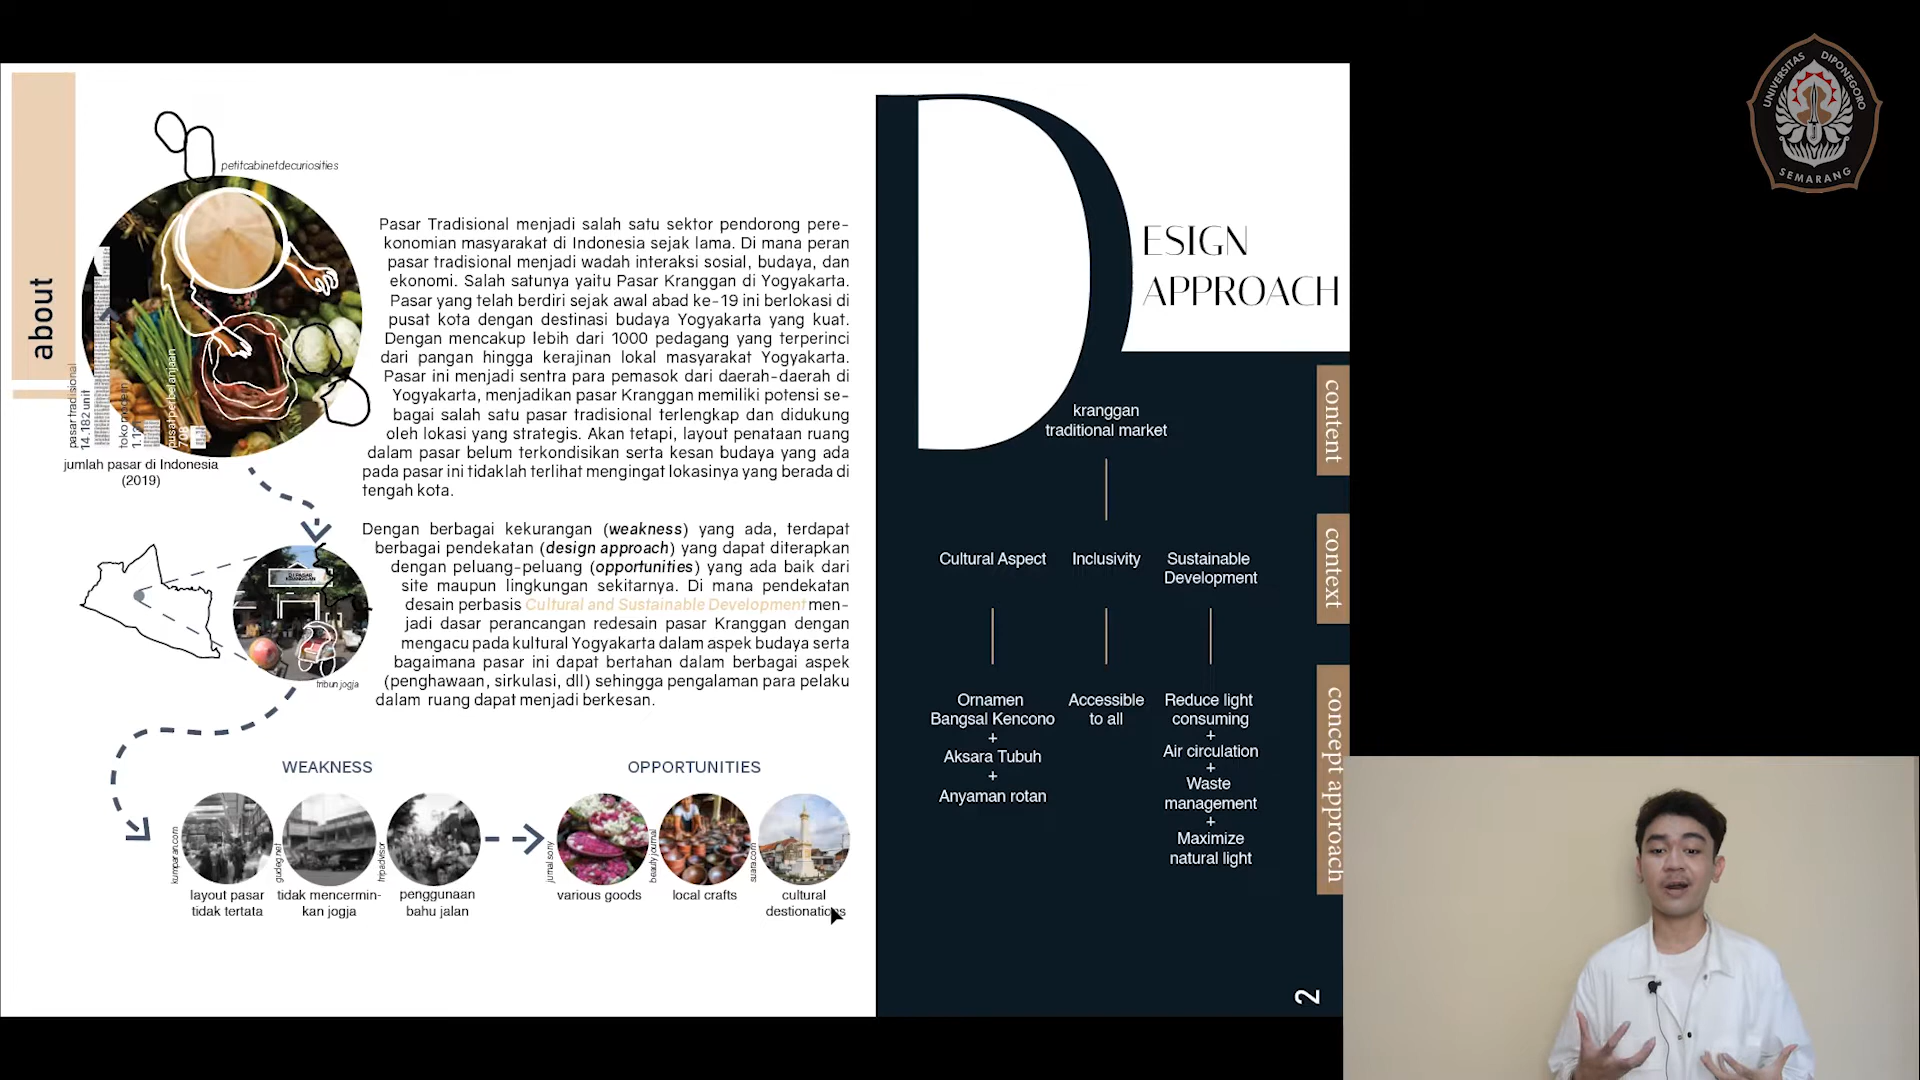 about
petitcabinetdecuriosities
pasar tradisional
14.182 unit
toko modern
1.12
pusat perbelanjaan
708
jumlah pasar di Indonesia
(2019)
Pasar Tradisional menjadi salah satu sektor pendorong pere-
konomian masyarakat di Indonesia sejak lama. Di mana peran
pasar tradisional menjadi wadah interaksi sosial, budaya, dan
ekonomi. Salah satunya yaitu Pasar Kranggan di Yogyakarta.
Pasar yang telah berdiri sejak awal abad ke-19 ini berlokasi di
pusat kota dengan destinasi budaya Yogyakarta yang kuat.
Dengan mencakup lebih dari 1000 pedagang yang terperinci
dari pangan hingga kerajinan lokal masyarakat Yogyakarta.
Pasar ini menjadi sentra para pemasok dari daerah-daerah di
Yogyakarta, menjadikan pasar Kranggan memiliki potensi se-
bagai salah satu pasar tradisional terlengkap dan didukung
oleh lokasi yang strategis. Akan tetapi, layout penataan ruang
dalam pasar belum terkondisikan serta kesan budaya yang ada
pada pasar ini tidaklah terlihat mengingat lokasinya yang berada di
tengah kota.
Dengan berbagai kekurangan (weakness) yang ada, terdapat
berbagai pendekatan (design approach) yang dapat diterapkan
dengan peluang-peluang (opportunities) yang ada baik dari
site maupun lingkungan sekitarnya. Di mana pendekatan
desain perbasis Cultural and Sustainable Development men-
jadi dasar perancangan redesain pasar Kranggan dengan
mengacu pada kultural Yogyakarta dalam aspek budaya serta
bagaimana pasar ini dapat bertahan dalam berbagai aspek
(penghawaan, sirkulasi, dll) sehingga pengalaman para pelaku
dalam ruang dapat menjadi berkesan.
tribun jogja
WEAKNESS
kumparan.com
gudeg.net
tripadvisor
layout pasar
tidak tertata
tidak mencermin-
kan jogja
penggunaan
bahu jalan
OPPORTUNITIES
jurnal sony
beauty journal
suara.com
various goods
local crafts
cultural
destionations
DESIGN
APPROACH
content
kranggan
traditional market
context
Cultural Aspect
Inclusivity
Sustainable
Development
concept approach
Ornamen
Bangsal Kencono
+
Aksara Tubuh
+
Anyaman rotan
Accessible
to all
Reduce light
consuming
+
Air circulation
+
Waste
management
+
Maximize
natural light
2
UNIVERSITAS DIPONEGORO
SEMARANG